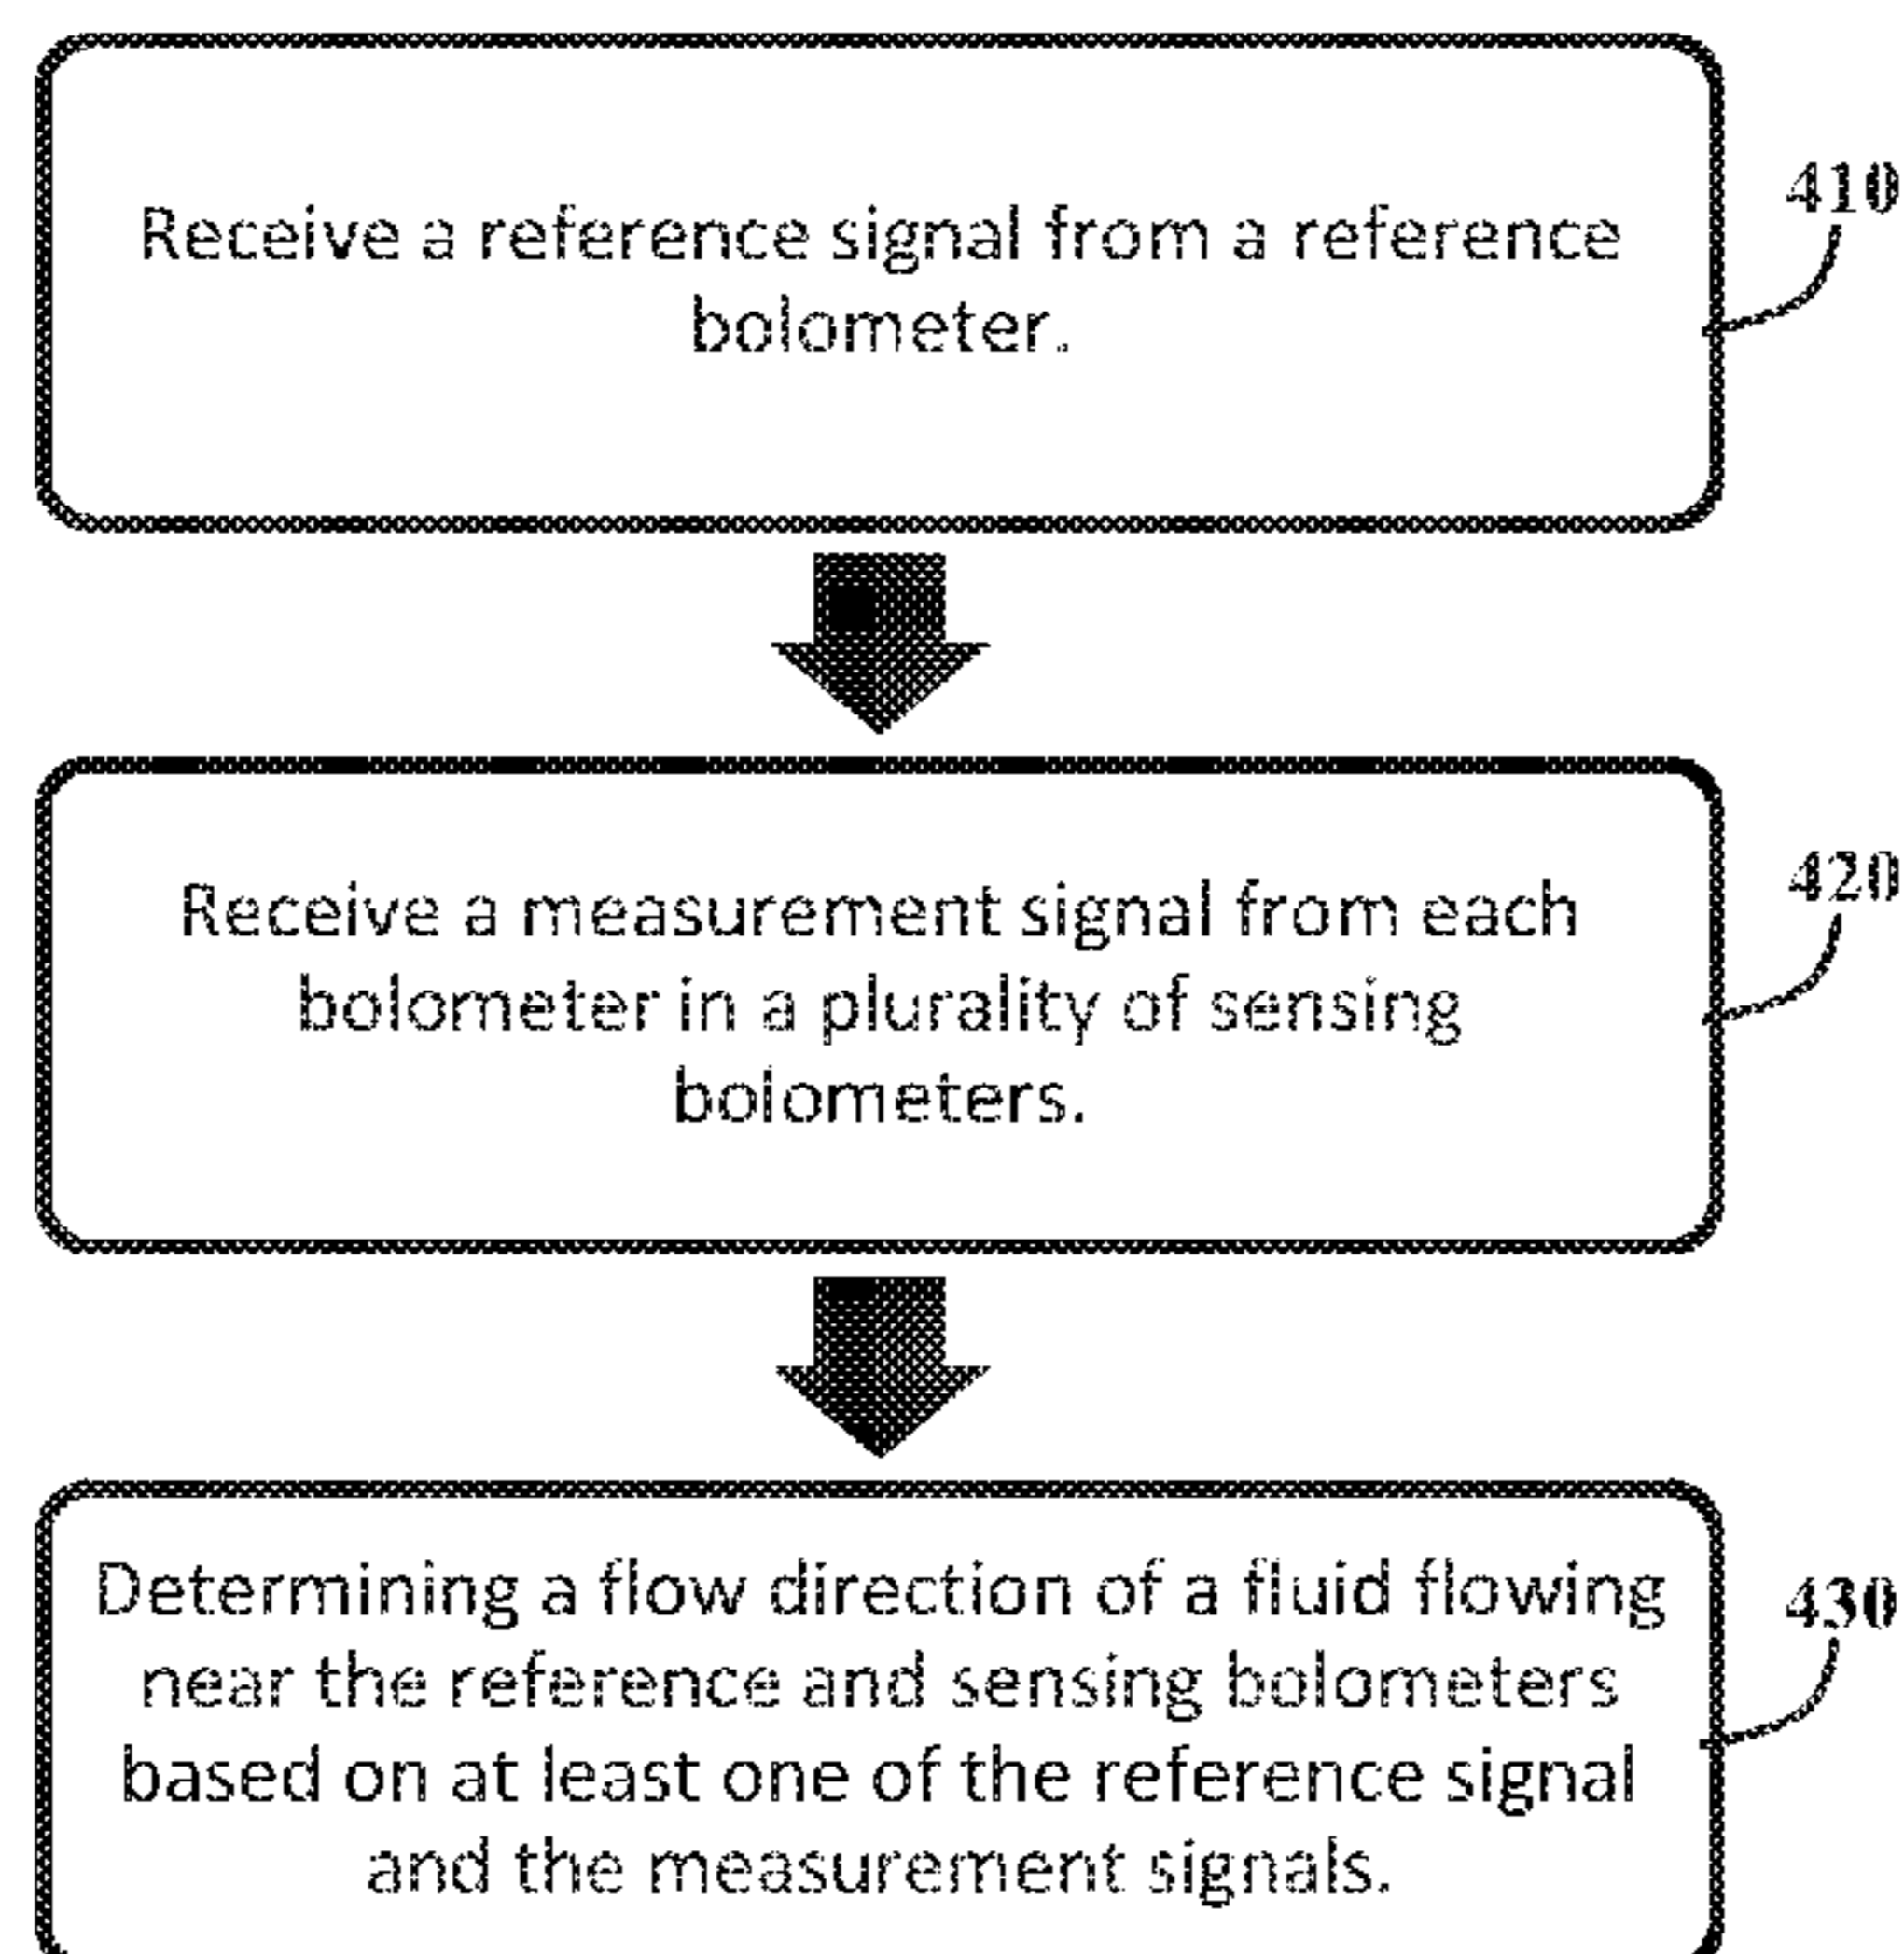 Receive a reference signal from a reference
bolometer.
410
Receive a measurement signal from each
bolometer in a plurality of sensing
bolometers.
420
Determining a flow direction of a fluid flowing
near the reference and sensing bolometers
based on at least one of the reference signal
and the measurement signals.
430